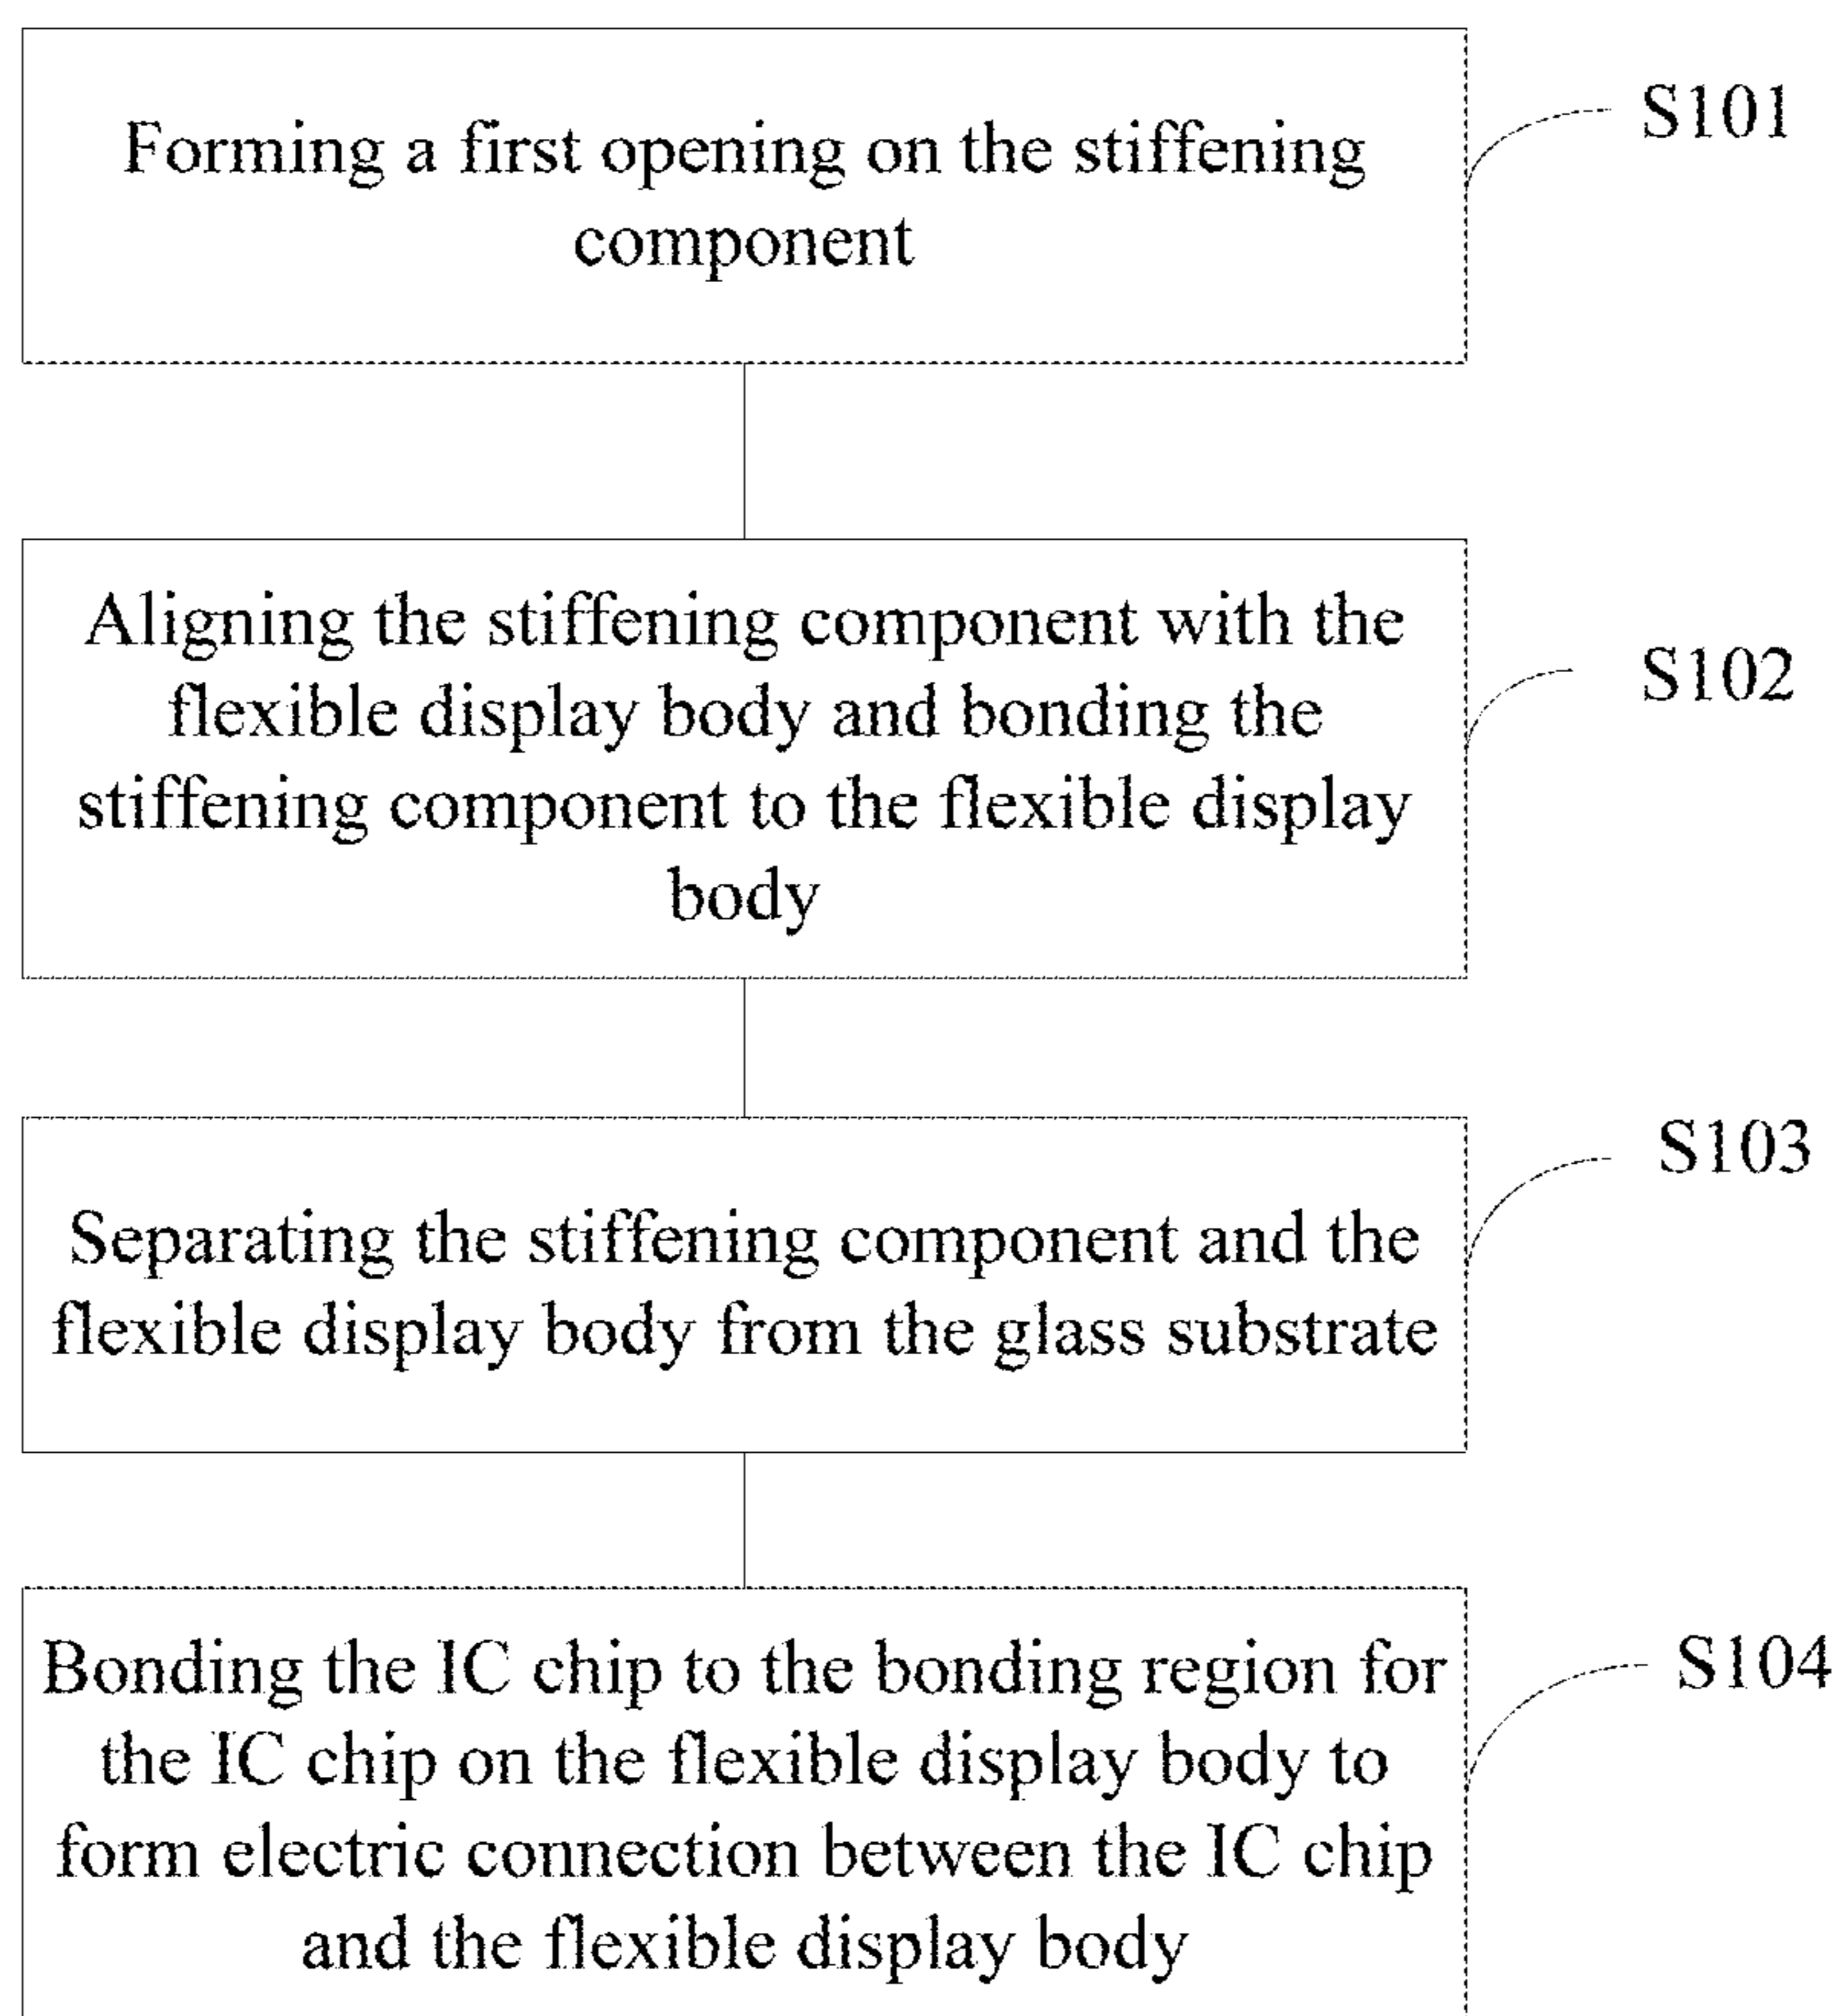 Forming a first opening on the stiffening
component
S101
Aligning the stiffening component with the
flexible display body and bonding the
stiffening component to the flexible display
body
S102
Separating the stiffening component and the
flexible display body from the glass substrate
S103
Bonding the IC chip to the bonding region for
the IC chip on the flexible display body to
form electric connection between the IC chip
and the flexible display body
S104